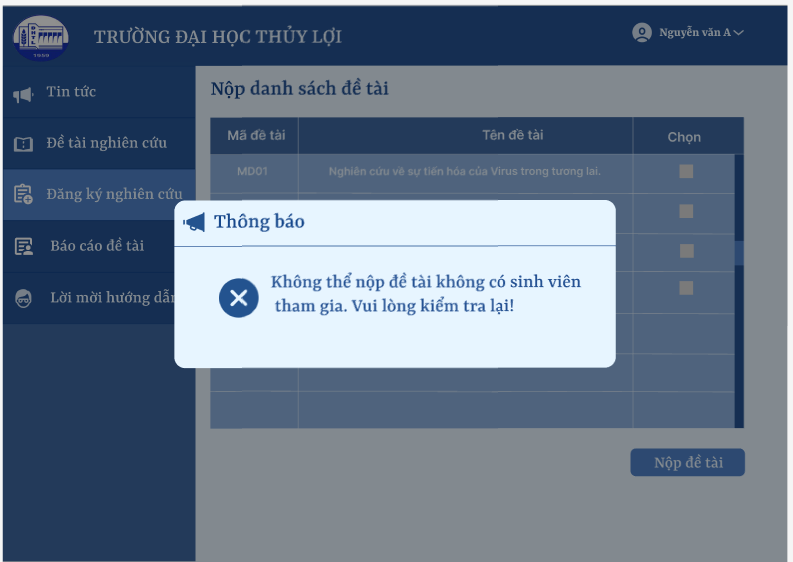 TRƯỜNG ĐẠI HỌC THỦY LỢI
Nguyễn văn A
1959
Tin tức
Đề tài nghiên cứu
Đăng ký nghiên cứu
Báo cáo đề tài
Lời mời hướng dẫn
Nộp danh sách đề tài
Mã đề tài Tên đề tài Chọn
MD01 Nghiên cứu về sự tiến hóa của Virus trong tương lai.
Thông báo
Không thể nộp đề tài không có sinh viên
tham gia. Vui lòng kiểm tra lại!
Nộp đề tài